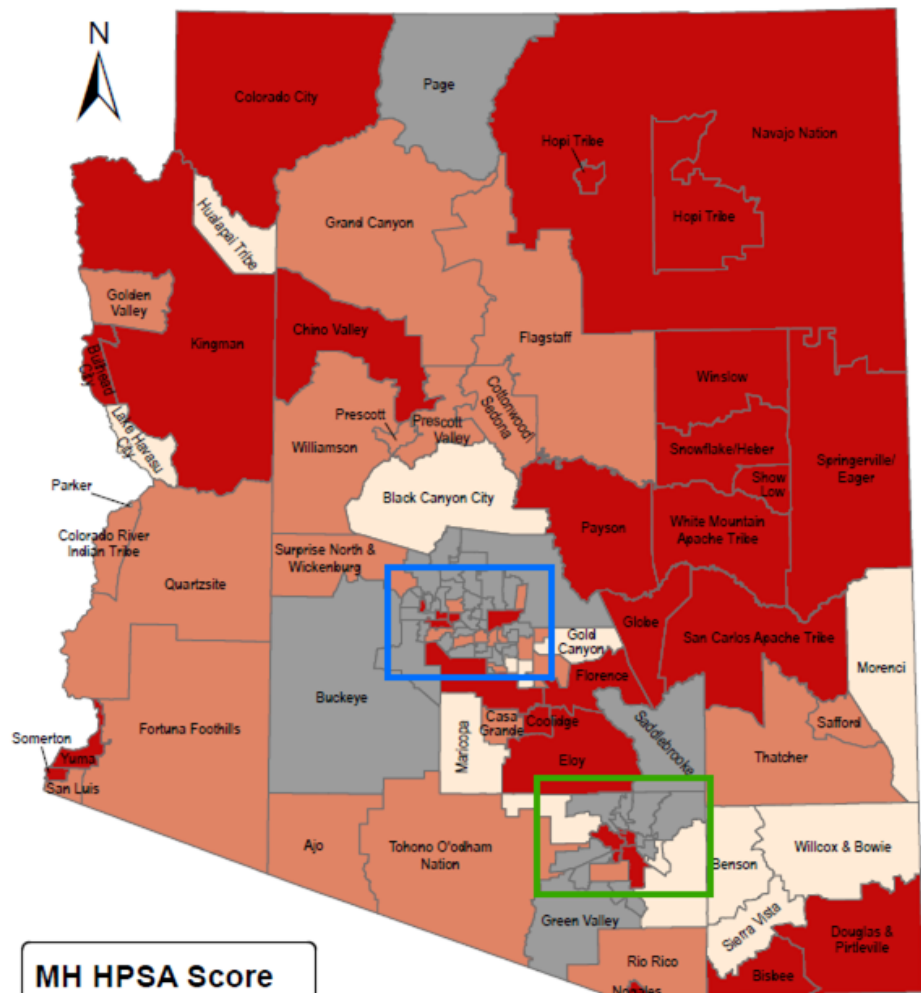 N
Page
Colorado City
Hopi Tribe
Navajo Nation
Hopi Tribe
Hualapai Tribe
Grand Canyon
Golden
Valley
Kingman
Chino Valley
Flagstaff
Bullhead
City
Winslow
Lake Havasu
City
Prescott
Prescott
Valley
Cottonwood/
Sedona
Williamson
Snowflake/Heber
Springerville/
Eager
Show
Low
Black Canyon City
Parker
Payson
White Mountain
Apache Tribe
Colorado River
Indian Tribe
Surprise North &
Wickenburg
Quartzsite
Globe
San Carlos Apache Tribe
Gold
Canyon
Morenci
Florence
Buckeye
Fortuna Foothills
Casa
Grande
Coolidge
Saddlebrooke
Safford
Somerton
Yuma
Maricopa
Eloy
Thatcher
San Luis
Ajo
Tohono O'odham
Nation
Benson
Willcox & Bowie
Green Valley
Sierra Vista
Douglas &
Pirtleville
Rio Rico
Bisbee
Nogales
MH HPSA Score